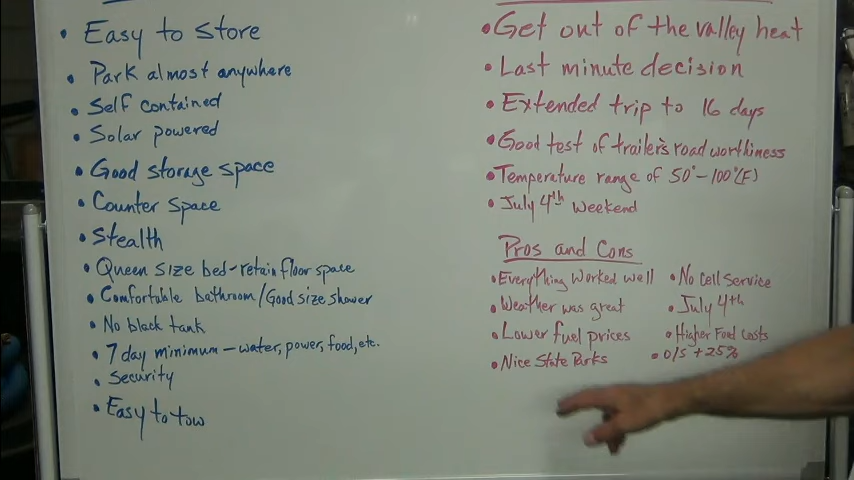 • Easy to store
• Park almost anywhere
• Self contained
• Solar powered
• Good storage space
• Counter Space
• Stealth
• Queen size bed-retain floor space
• Comfortable bathroom/Good size shower
• No black tank
• 7 day minimum - water, power, food, etc.
• Security
• Easy to tow
• Get out of the valley heat
• Last minute decision
• Extended trip to 16 days
• Good test of trailer's road worthiness
• Temperature range of 50°-100°(F)
• July 4th Weekend
Pros and Cons
• Everything Worked well
• Weather was great
• Lower fuel prices
• Nice State Parks
• No Cell Service
• July 4th
• Higher Food Costs
• O/S +25%